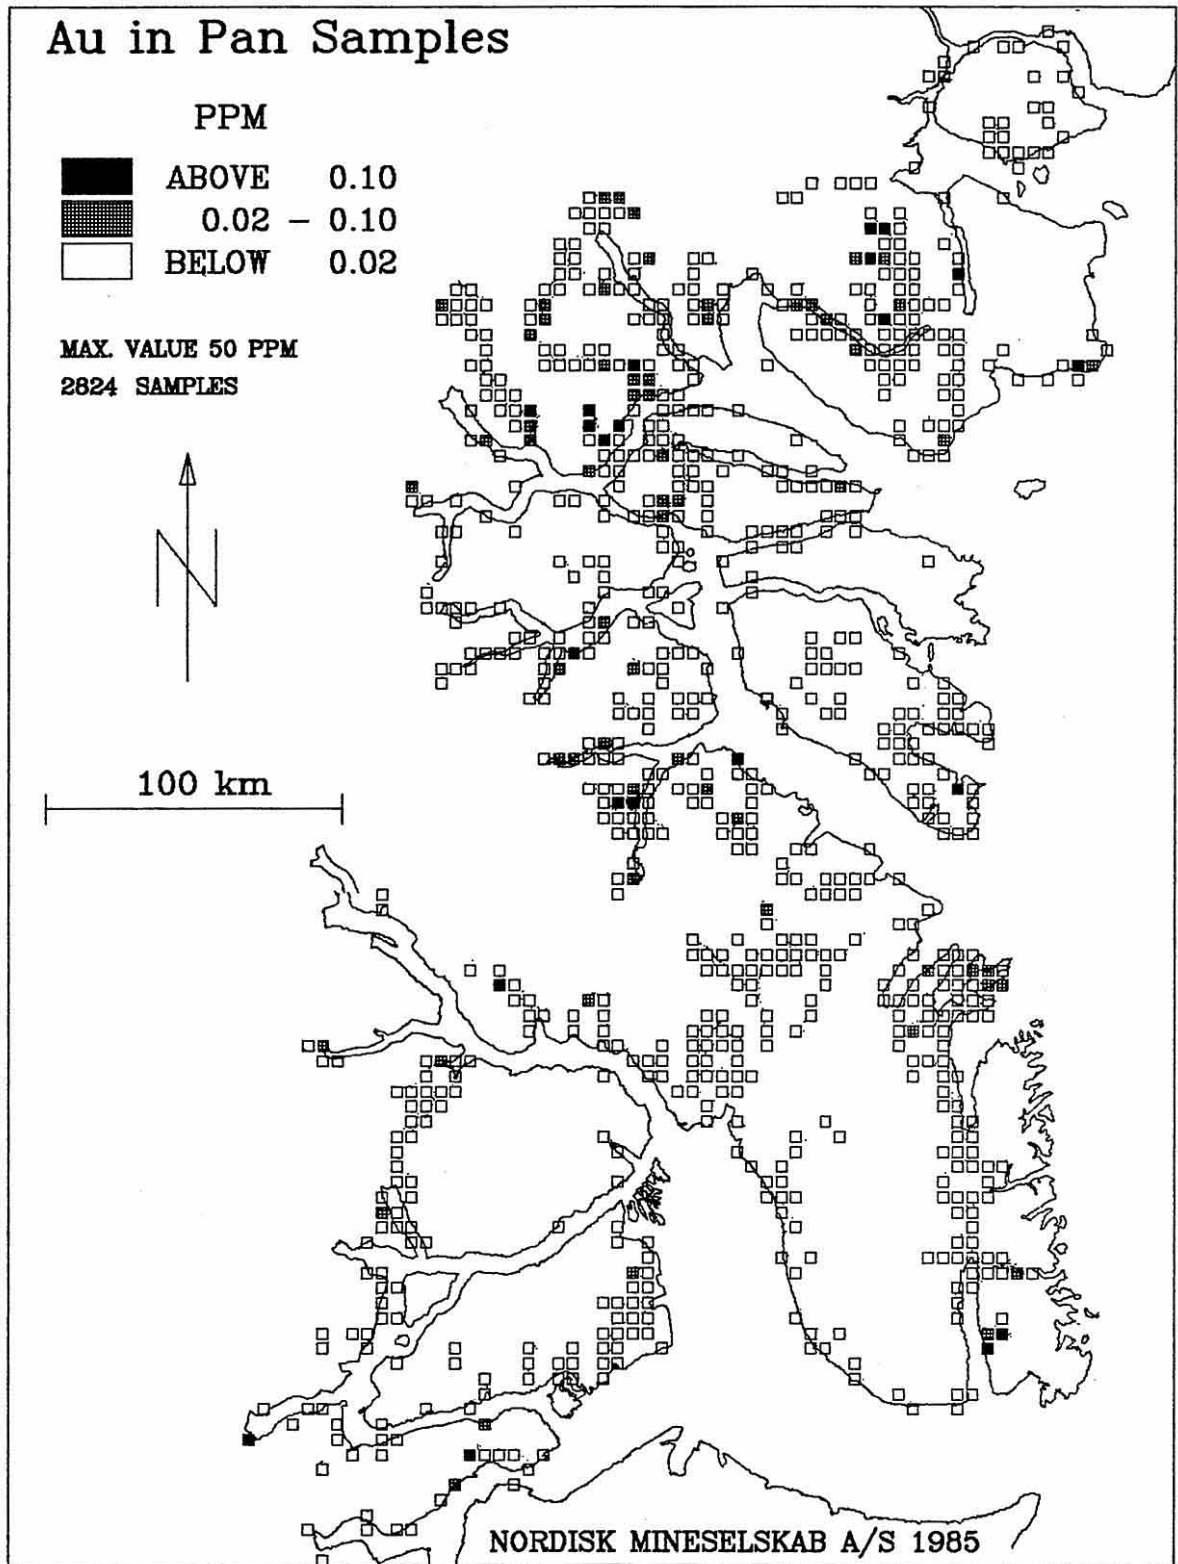 Au in Pan Samples
PPM
ABOVE 0.10
0.02 – 0.10
BELOW 0.02
MAX. VALUE 50 PPM
2824 SAMPLES
N
100 km
NORDISK MINESELSKAB A/S 1985